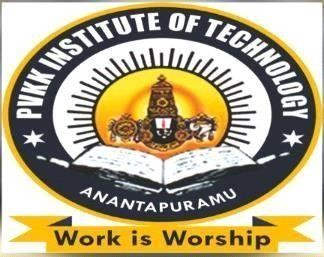 PVKK INSTITUTE OF TECHNOLOGY
ANANTAPURAMU
Work is Worship